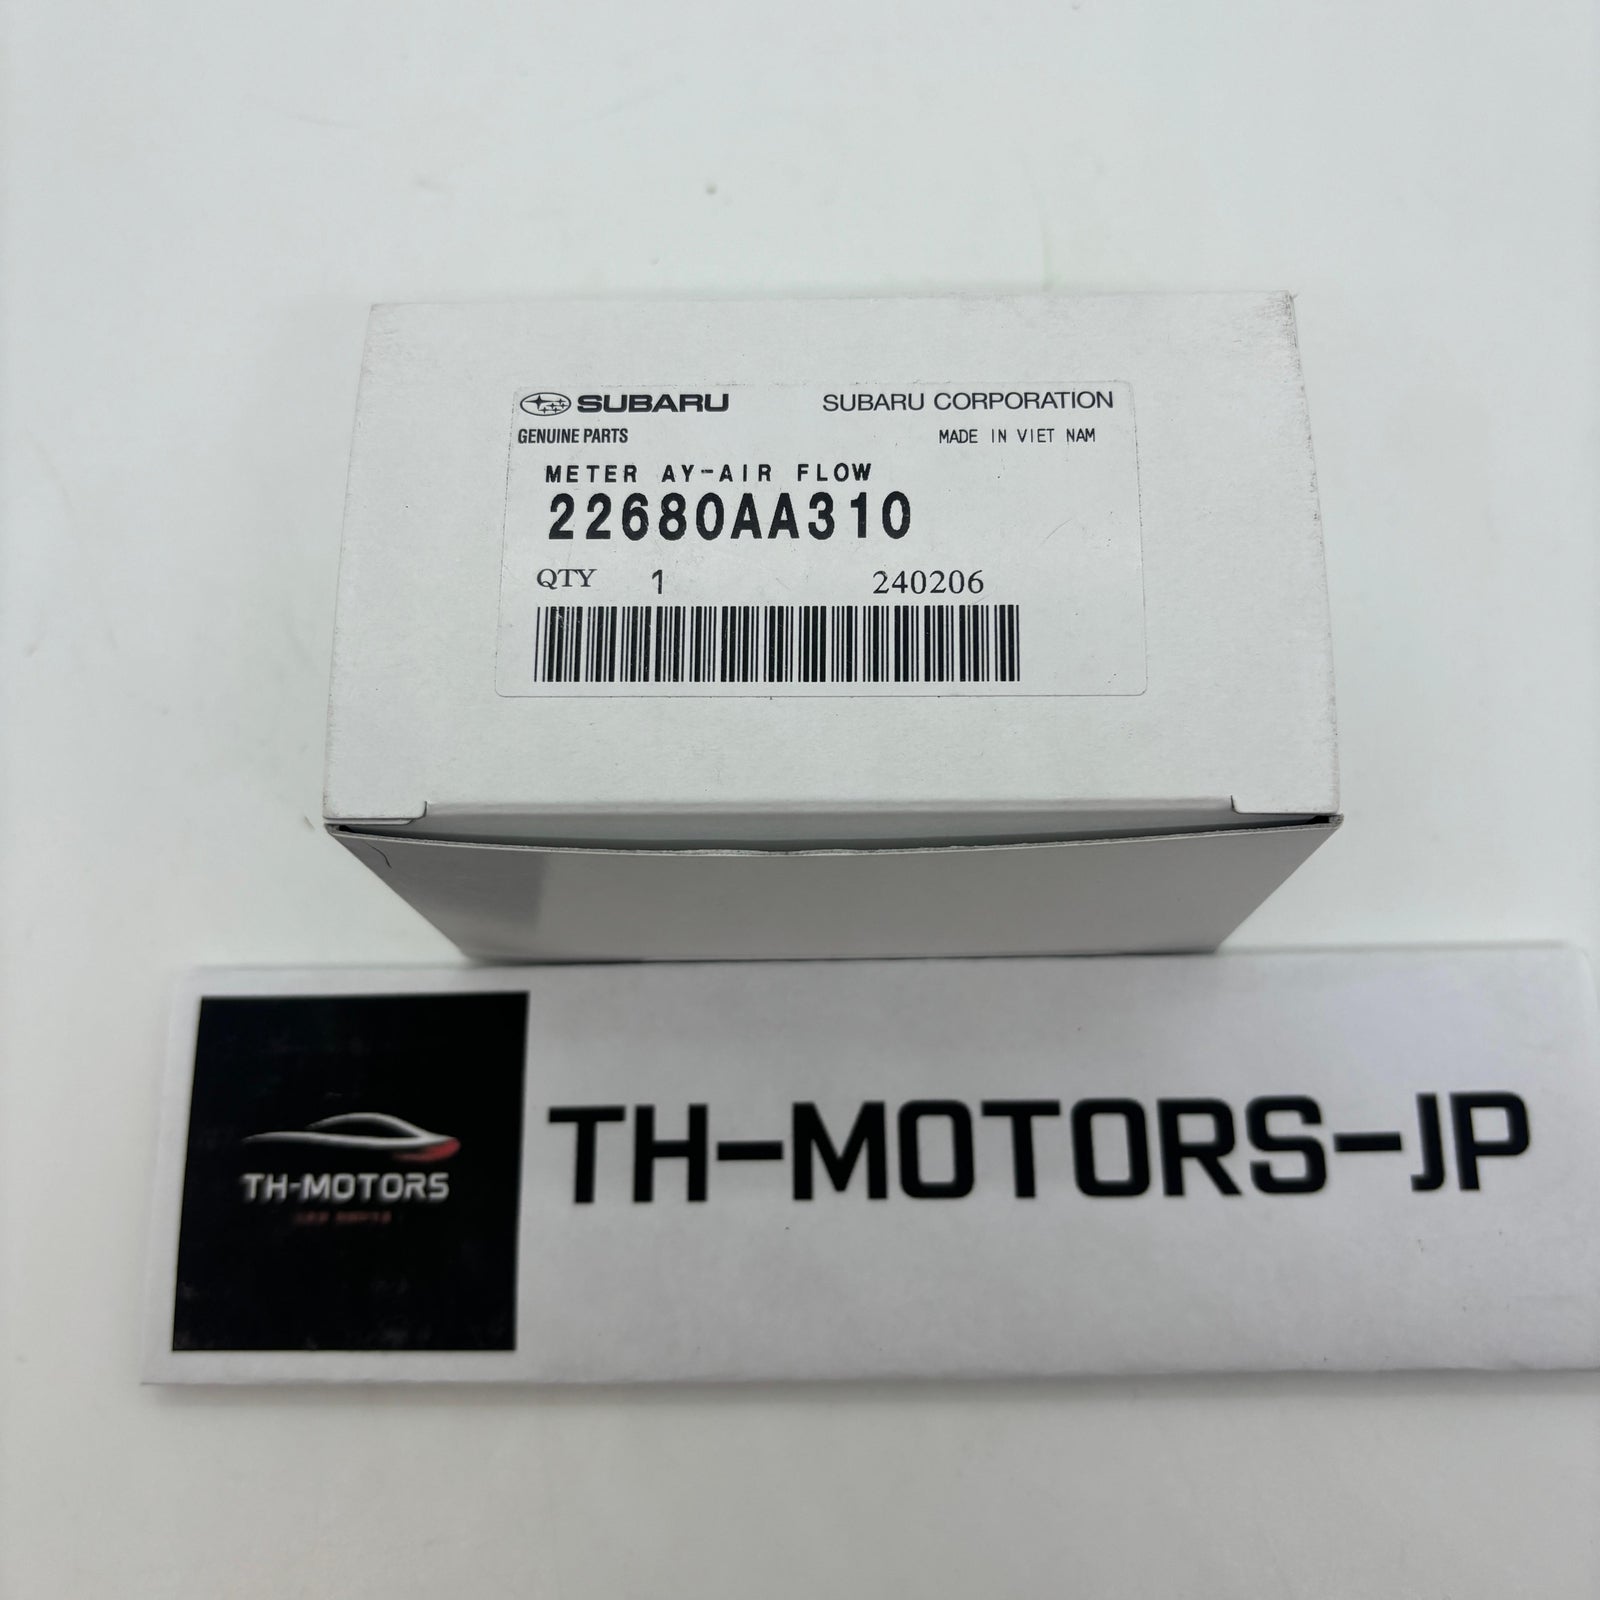 SUBARU SUBARU CORPORATION
GENUINE PARTS MADE IN VIET NAM
METER AY-AIR FLOW
22680AA310
QTY 1 240206
TH-MOTORS-JP
TH-MOTORS